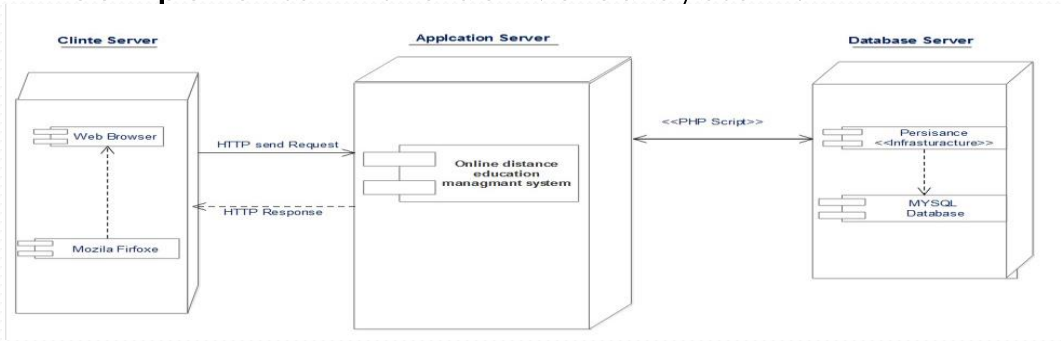 Clinte Server
Applcation Server
Database Server
Web Browser
HTTP send Request
<<PHP Script>>
Persisance
<<Infrasturacture>>
Online distance
education
managmant system
HTTP Response
MYSQL
Database
Mozila Firfoxe